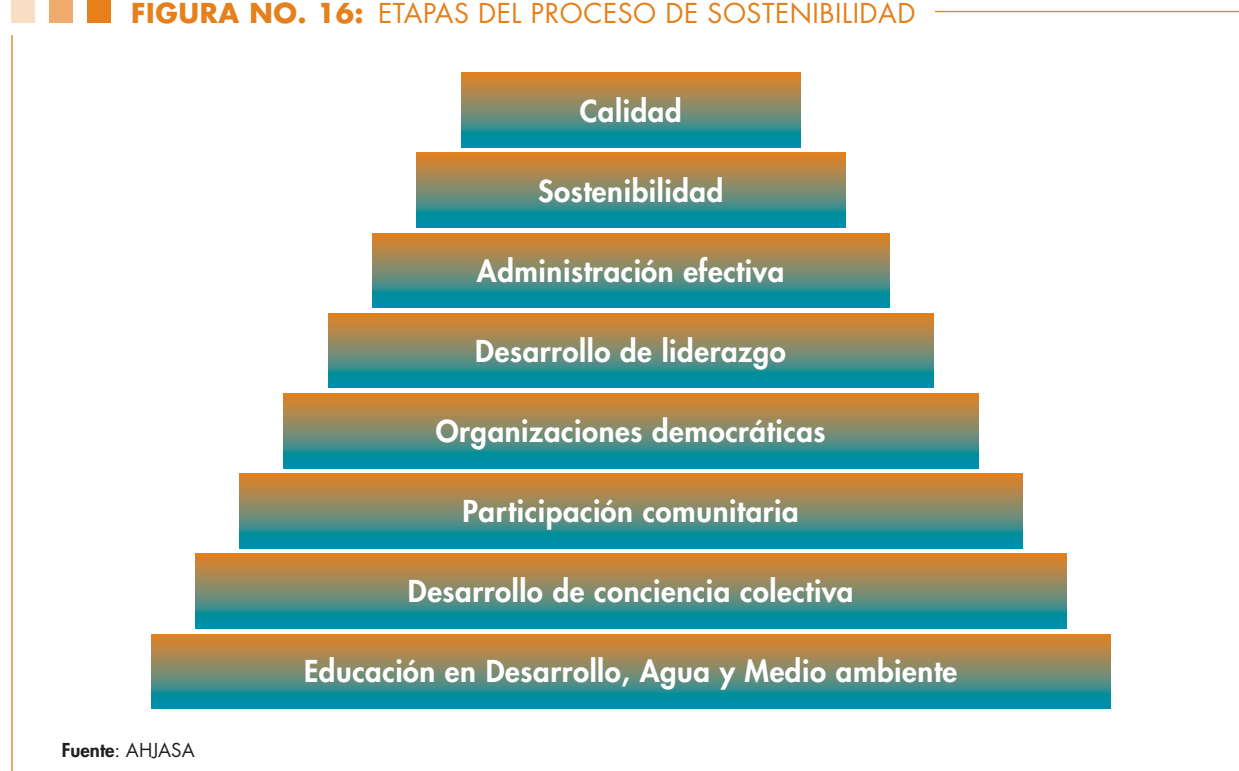 FIGURA NO. 16: ETAPAS DEL PROCESO DE SOSTENIBILIDAD
Calidad
Sostenibilidad
Administración efectiva
Desarrollo de liderazgo
Organizaciones democráticas
Participación comunitaria
Desarrollo de conciencia colectiva
Educación en Desarrollo, Agua y Medio ambiente
Fuente: AHJASA